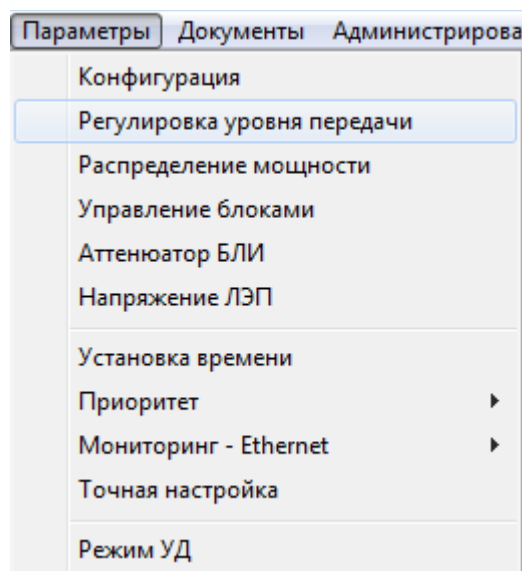 Параметры Документы Администрирова
Конфигурация
Регулировка уровня передачи
Распределение мощности
Управление блоками
Аттенюатор БЛИ
Напряжение ЛЭП
Установка времени
Приоритет
Мониторинг - Ethernet
Точная настройка
Режим УД